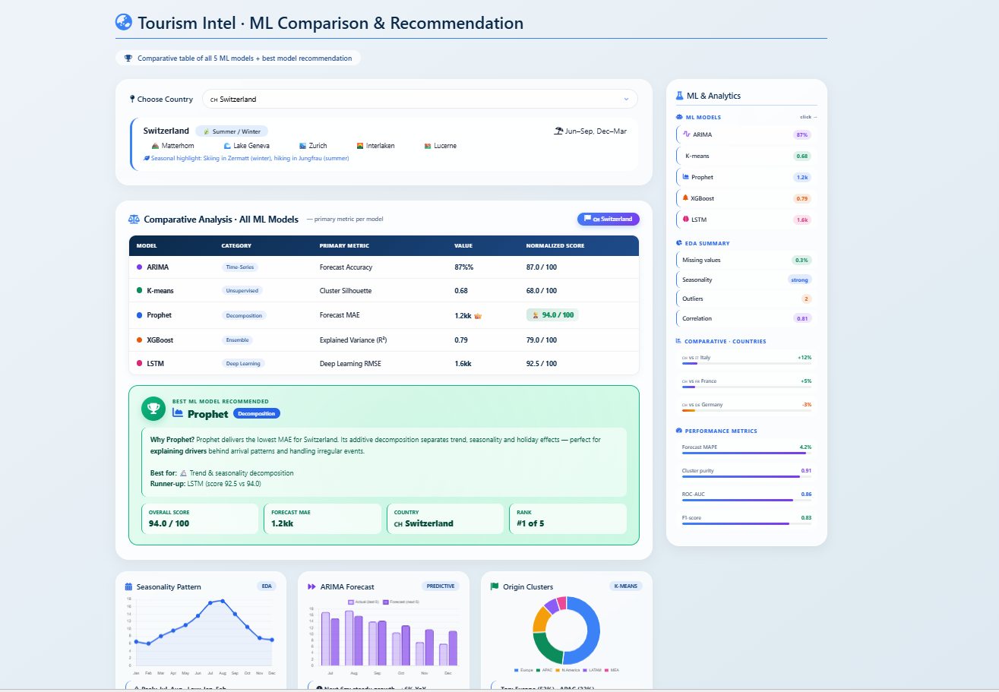 Tourism Intel · ML Comparison & Recommendation
Comparative table of all 5 ML models + best model recommendation
Choose Country
CH Switzerland
Switzerland
Summer / Winter
Jun–Sep, Dec–Mar
Matterhorn
Lake Geneva
Zurich
Interlaken
Lucerne
Seasonal highlight: Skiing in Zermatt (winter), hiking in Jungfrau (summer)
Comparative Analysis · All ML Models — primary metric per model
CH Switzerland
MODEL CATEGORY PRIMARY METRIC VALUE NORMALIZED SCORE
ARIMA Time-Series Forecast Accuracy 87%% 87.0 / 100
K-means Unsupervised Cluster Silhouette 0.68 68.0 / 100
Prophet Decomposition Forecast MAE 1.2kk 94.0 / 100
XGBoost Ensemble Explained Variance (R²) 0.79 79.0 / 100
LSTM Deep Learning Deep Learning RMSE 1.6kk 92.5 / 100
BEST ML MODEL RECOMMENDED
Prophet Decomposition
Why Prophet? Prophet delivers the lowest MAE for Switzerland. Its additive decomposition separates trend, seasonality and holiday effects — perfect for
explaining drivers behind arrival patterns and handling irregular events.
Best for: Trend & seasonality decomposition
Runner-up: LSTM (score 92.5 vs 94.0)
OVERALL SCORE
94.0 / 100
FORECAST MAE
1.2kk
COUNTRY
CH Switzerland
RANK
#1 of 5
ML & Analytics
ML MODELS click →
ARIMA 87%
K-means 0.68
Prophet 1.2k
XGBoost 0.79
LSTM 1.6k
EDA SUMMARY
Missing values 0.3%
Seasonality strong
Outliers 2
Correlation 0.81
COMPARATIVE · COUNTRIES
CH vs IT Italy +12%
CH vs FR France +5%
CH vs DE Germany -3%
PERFORMANCE METRICS
Forecast MAPE 4.2%
Cluster purity 0.91
ROC-AUC 0.86
F1-score 0.83
Seasonality Pattern EDA
18
16
14
12
10
8
6
4
2
0
Jan Feb Mar Apr May Jun Jul Aug Sep Oct Nov Dec
ARIMA Forecast PREDICTIVE
Actual (last 6) Forecast (next 6)
18
16
14
12
10
8
6
4
2
0
Jul Aug Sep Oct Nov Dec
Origin Clusters K-MEANS
Europe APAC N.America LATAM MEA